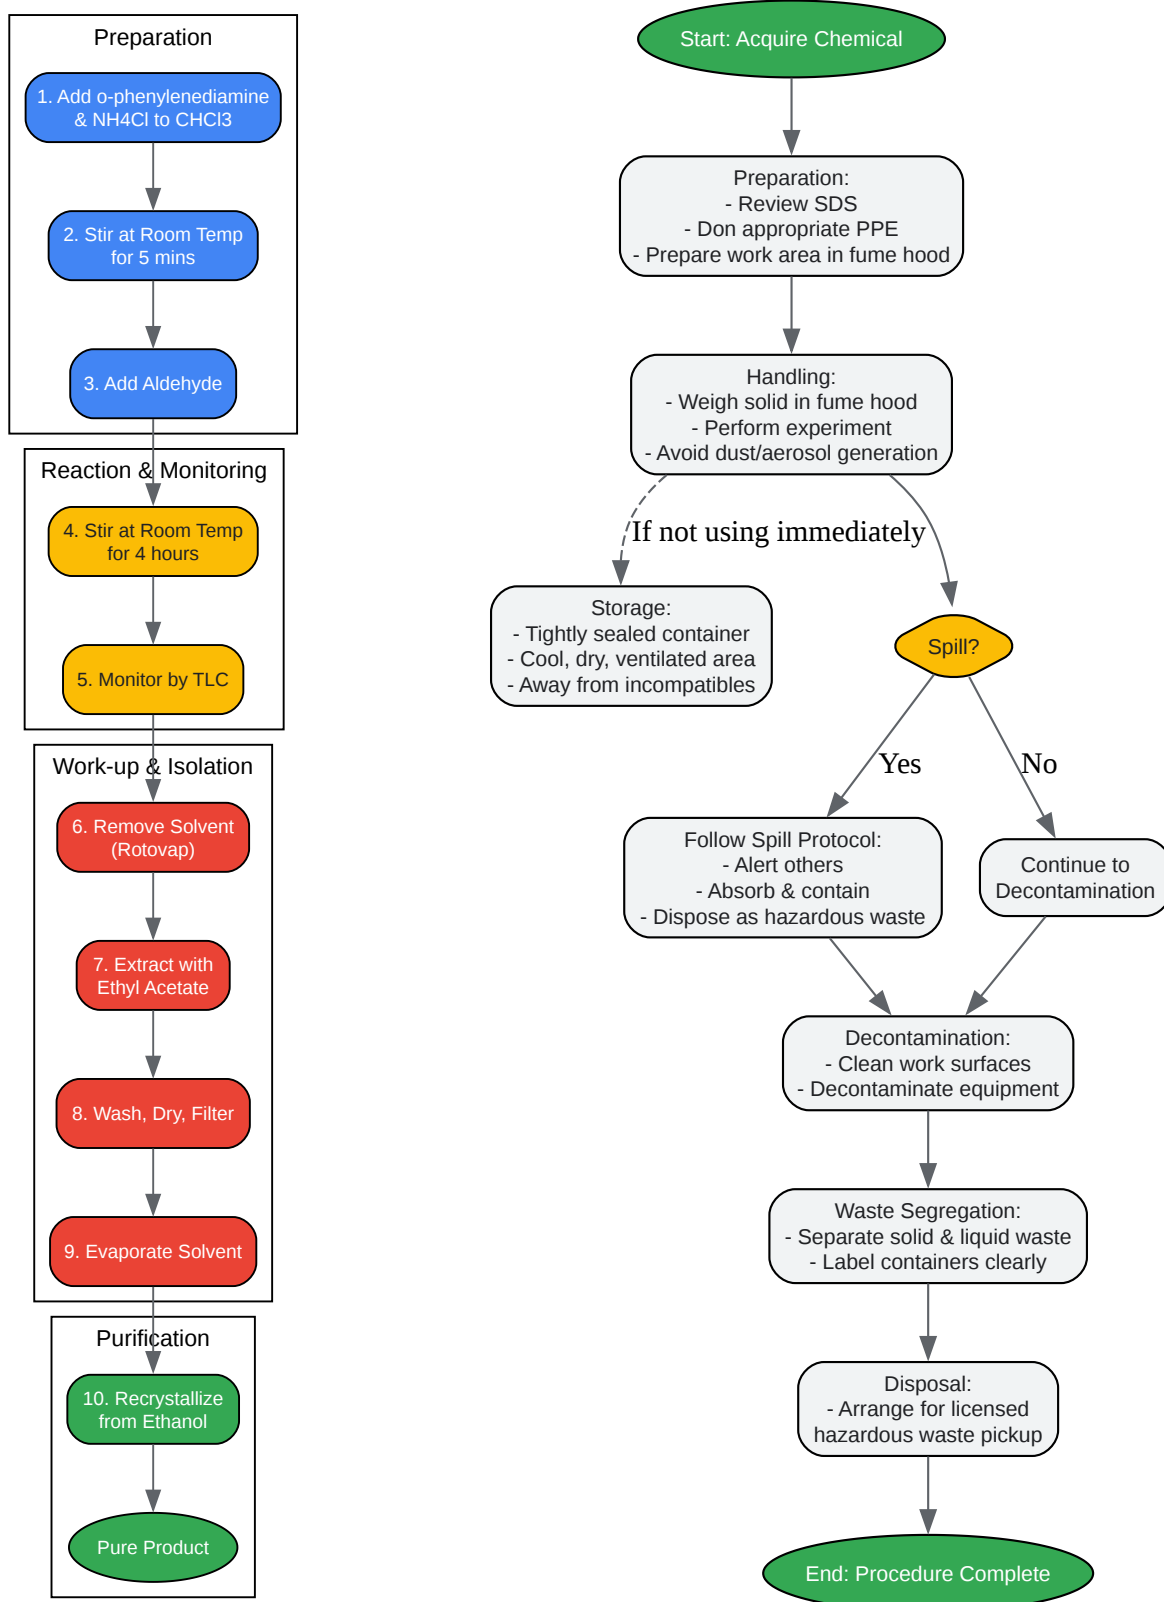 Preparation
1. Add o-phenylenediamine
& NH4Cl to CHCl3
2. Stir at Room Temp
for 5 mins
3. Add Aldehyde
Reaction & Monitoring
4. Stir at Room Temp
for 4 hours
5. Monitor by TLC
Work-up & Isolation
6. Remove Solvent
(Rotovap)
7. Extract with
Ethyl Acetate
8. Wash, Dry, Filter
9. Evaporate Solvent
Purification
10. Recrystallize
from Ethanol
Pure Product
Start: Acquire Chemical
Preparation:
- Review SDS
- Don appropriate PPE
- Prepare work area in fume hood
Handling:
- Weigh solid in fume hood
- Perform experiment
- Avoid dust/aerosol generation
If not using immediately
Storage:
- Tightly sealed container
- Cool, dry, ventilated area
- Away from incompatibles
Spill?
Yes
No
Follow Spill Protocol:
- Alert others
- Absorb & contain
- Dispose as hazardous waste
Continue to
Decontamination
Decontamination:
- Clean work surfaces
- Decontaminate equipment
Waste Segregation:
- Separate solid & liquid waste
- Label containers clearly
Disposal:
- Arrange for licensed
hazardous waste pickup
End: Procedure Complete